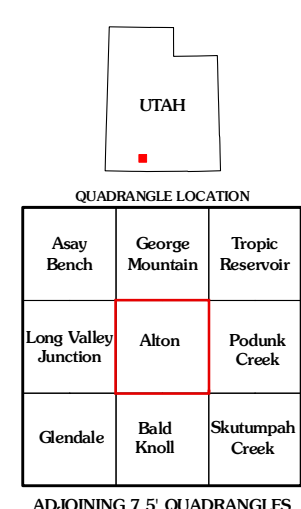 UTAH
QUADRANGLE LOCATION
Asay Bench
George Mountain
Tropic Reservoir
Long Valley Junction
Alton
Podunk Creek
Glendale
Bald Knoll
Skutumpah Creek
ADJOINING 7.5' QUADRANGLES